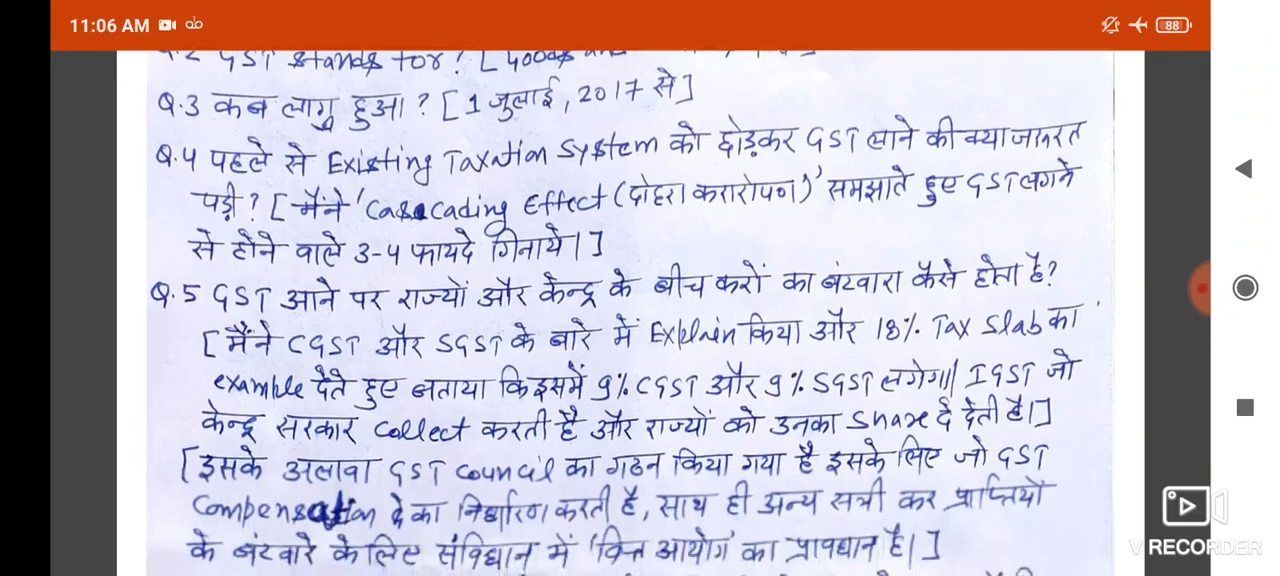 11:06 AM
88
Q.2 GST stands for? [
Q.3 कब लागू हुआ? [1 जुलाई, 2017 से]
Q.4 पहले से Existing Taxation System को छोड़कर GST लाने की क्या जरुरत
पड़ी? [मैंने 'Cascading Effect (दोहरा करारोपण)' समझाते हुए GST लगने
से होने वाले 3-4 फायदे गिनाये।]
Q.5 GST आने पर राज्यों और केन्द्र के बीच करों का बंटवारा कैसे होता है?
[मैंने CGST और SGST के बारे में Explain किया और 18% Tax Slab का
example देते हुए बताया कि इसमें 9% CGST और 9% SGST लगेगा// IGST जो
केन्द्र सरकार collect करती है और राज्यों को उनका share दे देती है।]
[इसके अलावा GST Council का गठन किया गया है इसके लिए जो GST
Compensation का निर्धारण करती है, साथ ही अन्य सभी कर प्राप्तियों
के बंटवारे के लिए संविधान में 'वित्त आयोग' का प्रावधान है।]
V RECORDER